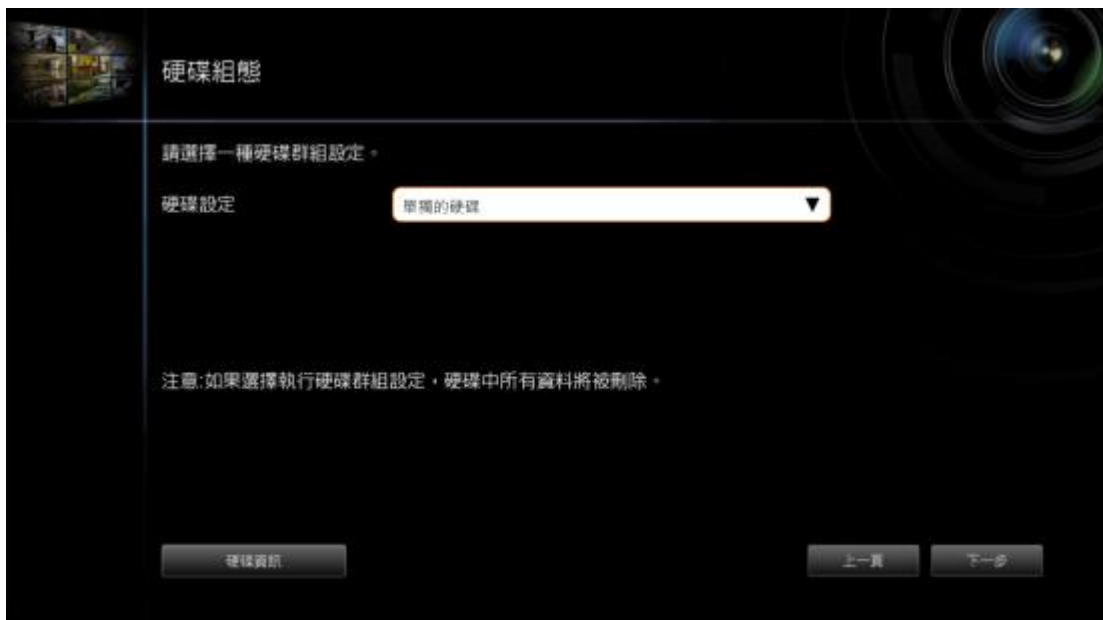 硬碟組態
請選擇一種硬碟群組設定。
硬碟設定
單獨的硬碟
注意:如果選擇執行硬碟群組設定，硬碟中所有資料將被刪除。
硬碟資訊
上一頁
下一步